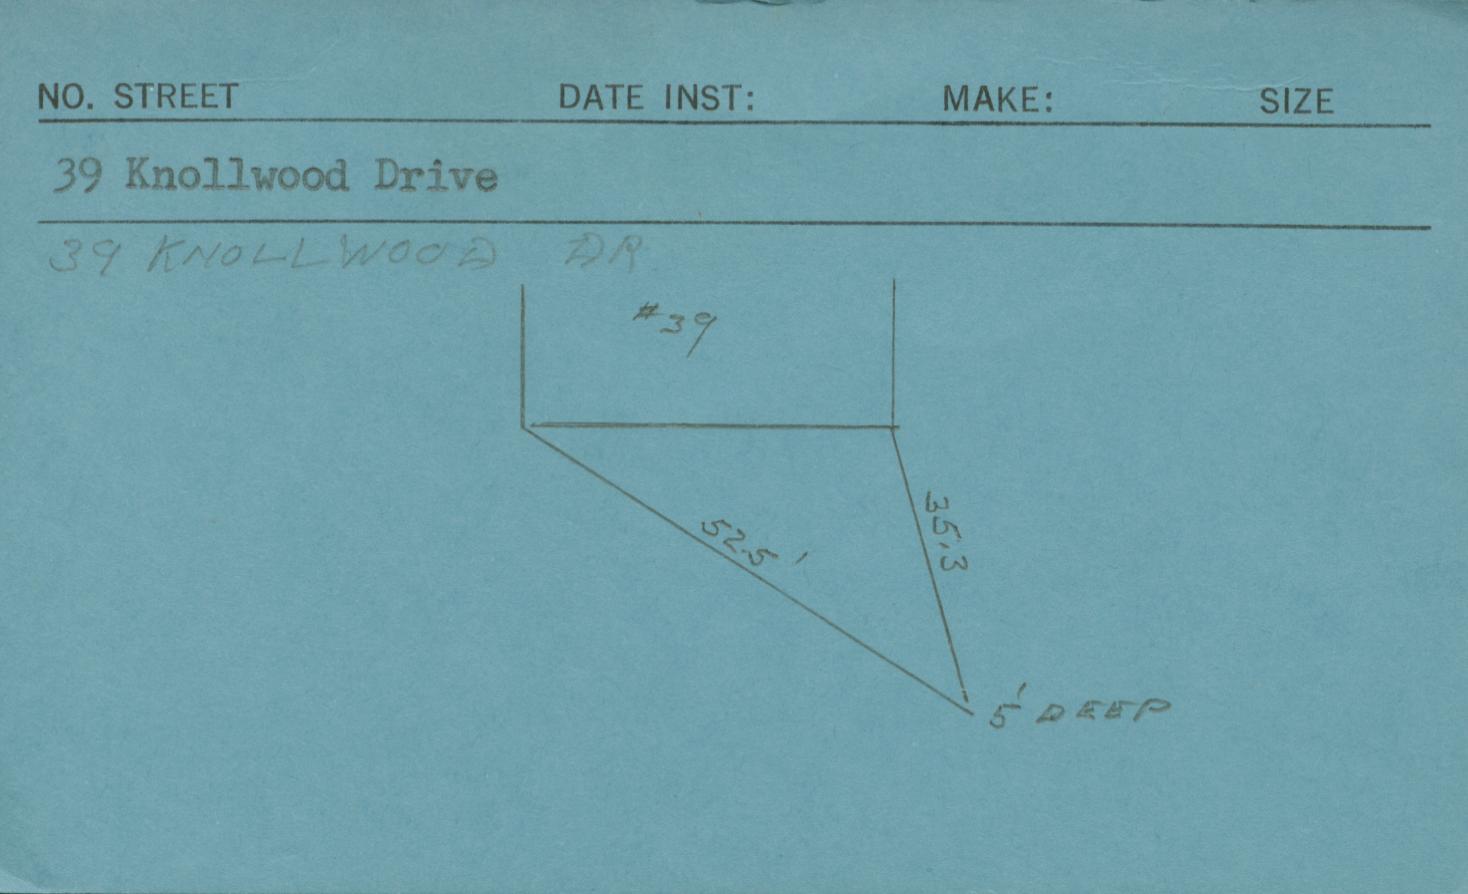 NO. STREET DATE INST: MAKE: SIZE
39 Knollwood Drive
39 KNOLLWOOD DR
#39
52.5'
35.3
5' DEEP